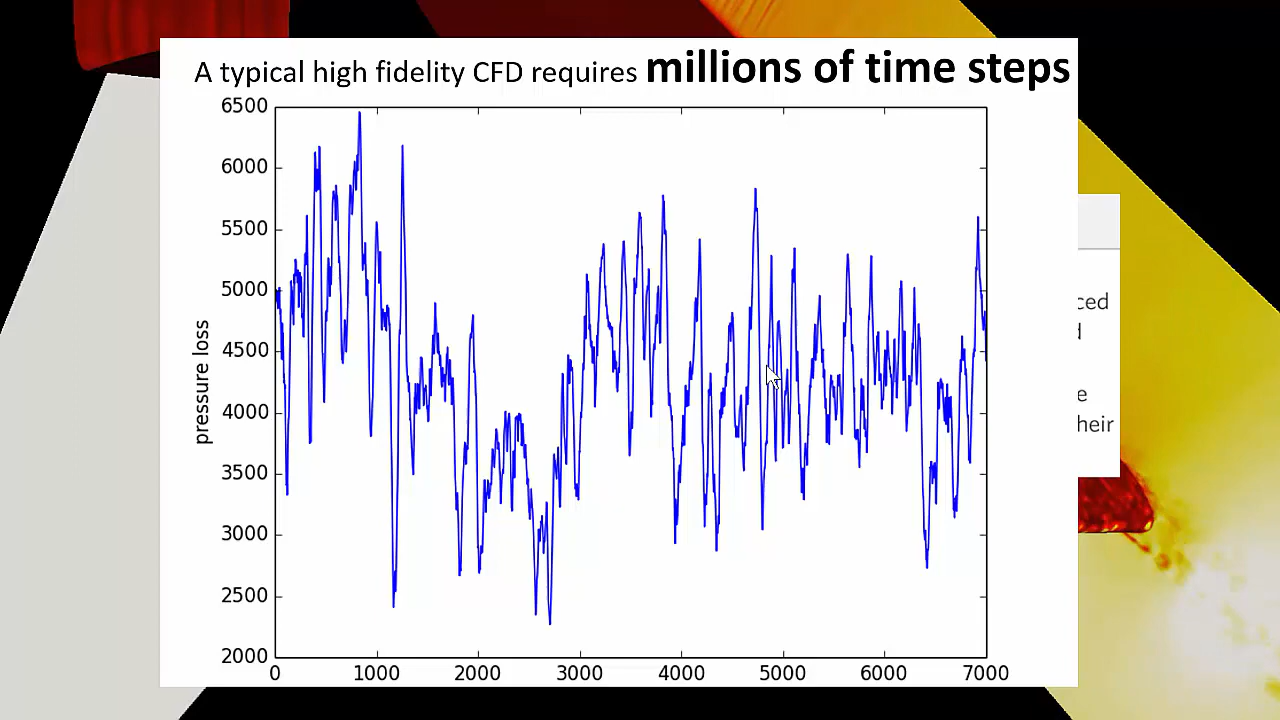 A typical high fidelity CFD requires millions of time steps
6500
6000
5500
5000
4500
4000
3500
3000
2500
2000
pressure loss
0 1000 2000 3000 4000 5000 6000 7000
ced
e
heir